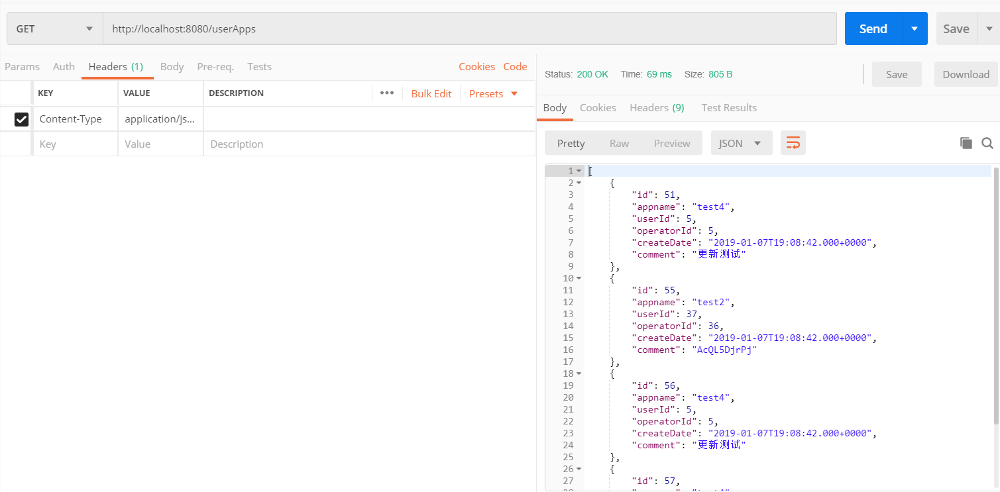 GET http://localhost:8080/userApps Send Save
Params Auth Headers (1) Body Pre-req. Tests Cookies Code
KEY VALUE DESCRIPTION ••• Bulk Edit Presets
Content-Type application/js...
Key Value Description
Status: 200 OK Time: 69 ms Size: 805 B Save Download
Body Cookies Headers (9) Test Results
Pretty Raw Preview JSON
1 [
2 {
3 "id": 51,
4 "appname": "test4",
5 "userId": 5,
6 "operatorId": 5,
7 "createDate": "2019-01-07T19:08:42.000+0000",
8 "comment": "更新测试"
9 },
10 {
11 "id": 55,
12 "appname": "test2",
13 "userId": 37,
14 "operatorId": 36,
15 "createDate": "2019-01-07T19:08:42.000+0000",
16 "comment": "AcQL5DjrPj"
17 },
18 {
19 "id": 56,
20 "appname": "test4",
21 "userId": 5,
22 "operatorId": 5,
23 "createDate": "2019-01-07T19:08:42.000+0000",
24 "comment": "更新测试"
25 },
26 {
27 "id": 57,